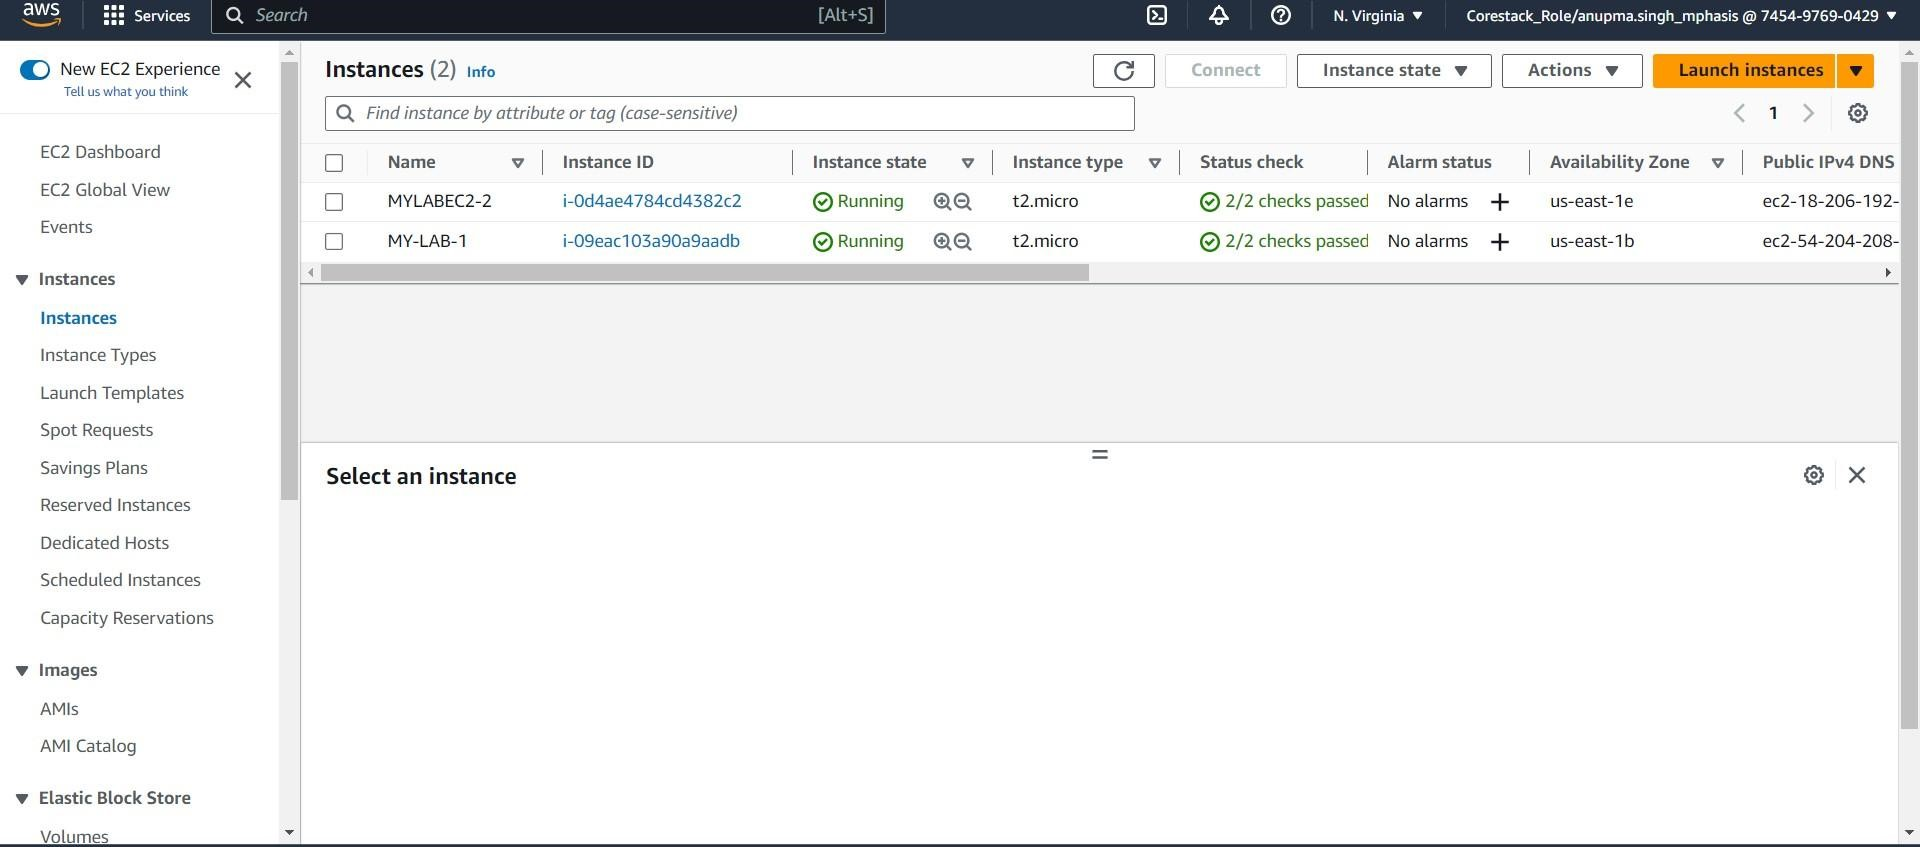 aws
Services
Search
[Alt+S]
N. Virginia
Corestack_Role/anupma.singh_mphasis @ 7454-9769-0429
New EC2 Experience
Tell us what you think
EC2 Dashboard
EC2 Global View
Events
Instances
Instances
Instance Types
Launch Templates
Spot Requests
Savings Plans
Reserved Instances
Dedicated Hosts
Scheduled Instances
Capacity Reservations
Images
AMIs
AMI Catalog
Elastic Block Store
Volumes
Instances (2) Info
Connect
Instance state
Actions
Launch instances
Find instance by attribute or tag (case-sensitive)
1
Name Instance ID Instance state Instance type Status check Alarm status Availability Zone Public IPv4 DNS
MYLABEC2-2 i-0d4ae4784cd4382c2 Running t2.micro 2/2 checks passed No alarms + us-east-1e ec2-18-206-192-
MY-LAB-1 i-09eac103a90a9aadb Running t2.micro 2/2 checks passed No alarms + us-east-1b ec2-54-204-208-
Select an instance